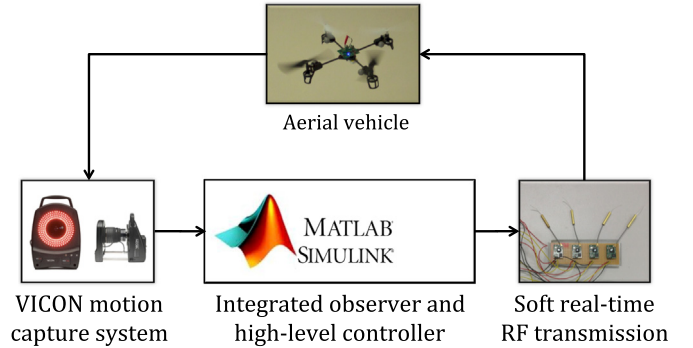 Aerial vehicle
MATLAB®
SIMULINK®
VICON motion
capture system
Integrated observer and
high-level controller
Soft real-time
RF transmission